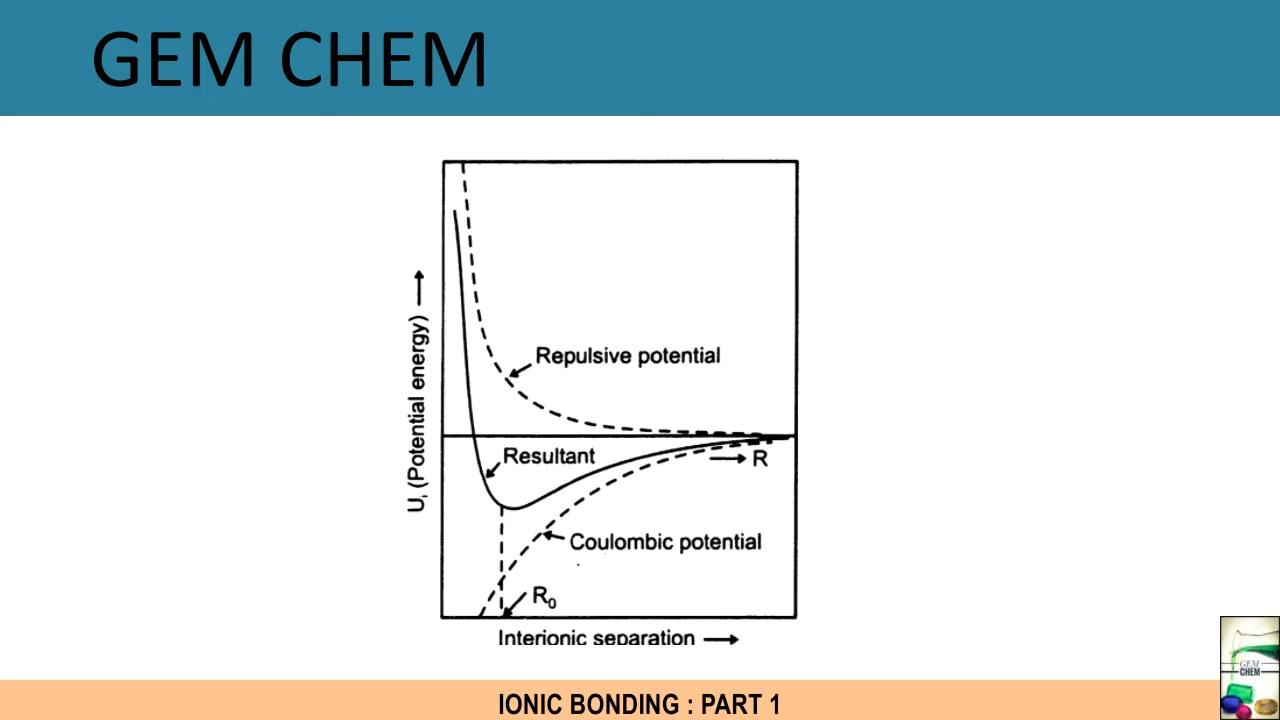 GEM CHEM
Repulsive potential
Resultant
R
Coulombic potential
R₀
U, (Potential energy)
Interionic separation
GEM
CHEM
IONIC BONDING : PART 1